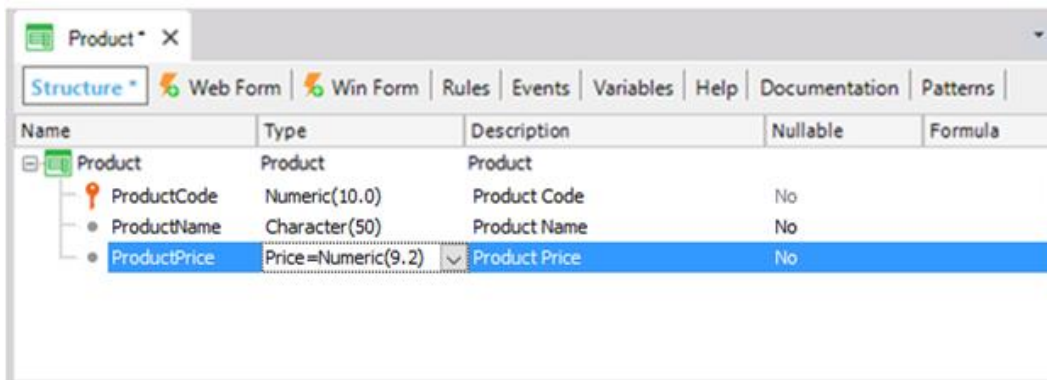 Product*
Structure * Web Form Win Form Rules Events Variables Help Documentation Patterns
Name Type Description Nullable Formula
Product Product Product
ProductCode Numeric(10.0) Product Code No
ProductName Character(50) Product Name No
ProductPrice Price=Numeric(9.2) Product Price No